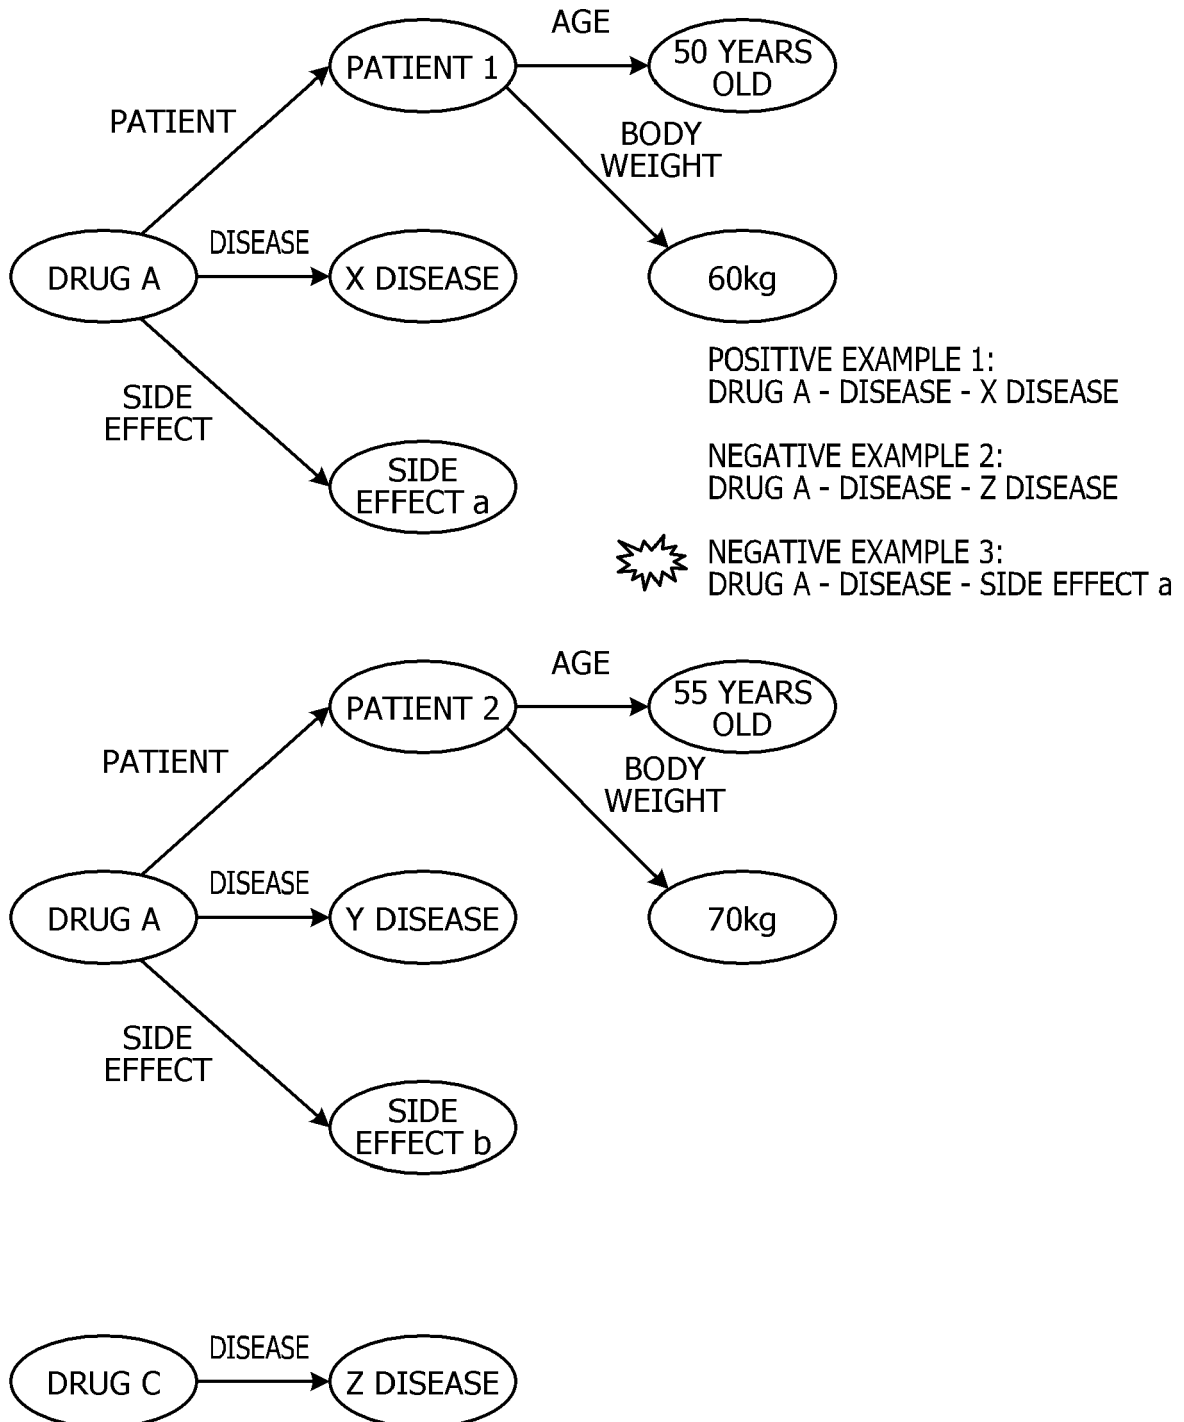 AGE
PATIENT 1
50 YEARS
OLD
PATIENT
BODY
WEIGHT
DISEASE
DRUG A
X DISEASE
60kg
POSITIVE EXAMPLE 1:
DRUG A - DISEASE - X DISEASE
SIDE
EFFECT
NEGATIVE EXAMPLE 2:
DRUG A - DISEASE - Z DISEASE
SIDE
EFFECT a
NEGATIVE EXAMPLE 3:
DRUG A - DISEASE - SIDE EFFECT a
AGE
PATIENT 2
55 YEARS
OLD
PATIENT
BODY
WEIGHT
DISEASE
DRUG A
Y DISEASE
70kg
SIDE
EFFECT
SIDE
EFFECT b
DISEASE
DRUG C
Z DISEASE